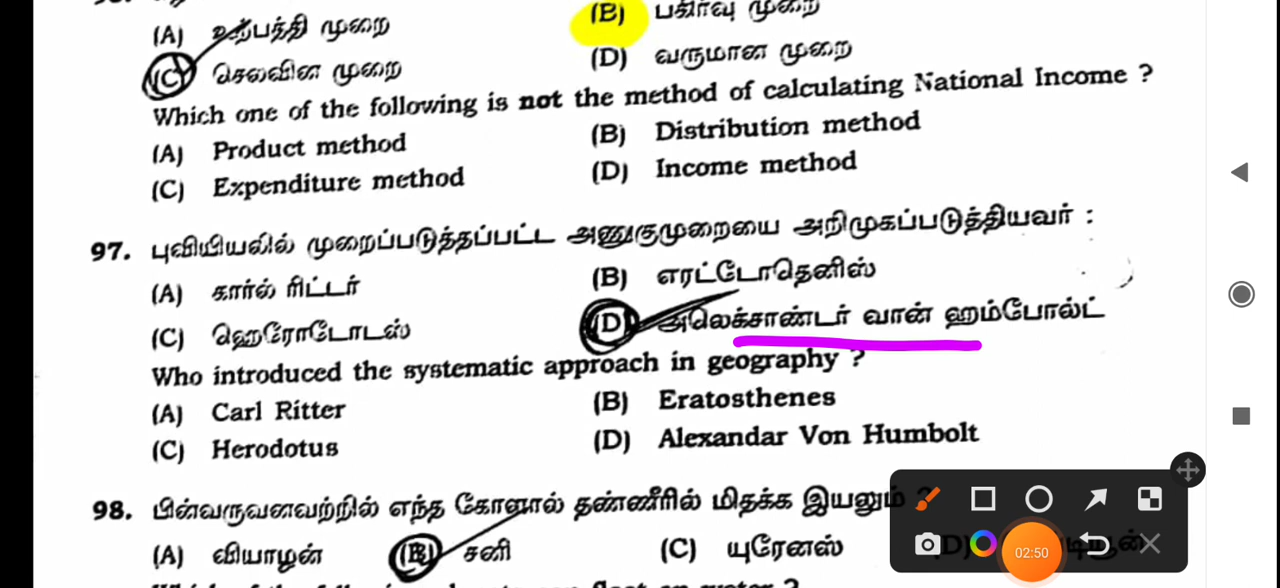 (A) உற்பத்தி முறை (B) பகிர்வு முறை
(C) செலவின முறை (D) வருமான முறை
Which one of the following is not the method of calculating National Income ?
(A) Product method (B) Distribution method
(C) Expenditure method (D) Income method
97. புவியியலில் முறைப்படுத்தப்பட்ட அணுகுமுறையை அறிமுகப்படுத்தியவர் :
(A) கார்ல் ரிட்டர் (B) எரட்டோதெனிஸ்
(C) ஹெரோடோடஸ் (D) அலெக்சாண்டர் வான் ஹம்போல்ட்
Who introduced the systematic approach in geography ?
(A) Carl Ritter (B) Eratosthenes
(C) Herodotus (D) Alexandar Von Humbolt
98. பின்வருவனவற்றில் எந்த கோளால் தண்ணீரில் மிதக்க இயலும் ?
(A) வியாழன் (B) சனி (C) யுரேனஸ் (D)
02:50